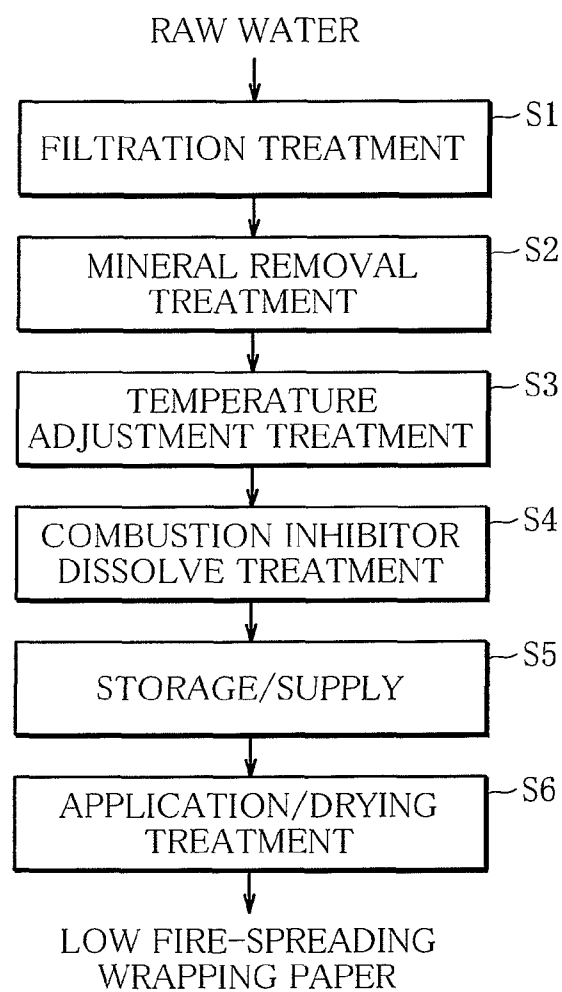 RAW WATER
S1
FILTRATION TREATMENT
S2
MINERAL REMOVAL
TREATMENT
S3
TEMPERATURE
ADJUSTMENT TREATMENT
S4
COMBUSTION INHIBITOR
DISSOLVE TREATMENT
S5
STORAGE/SUPPLY
S6
APPLICATION/DRYING
TREATMENT
LOW FIRE-SPREADING
WRAPPING PAPER